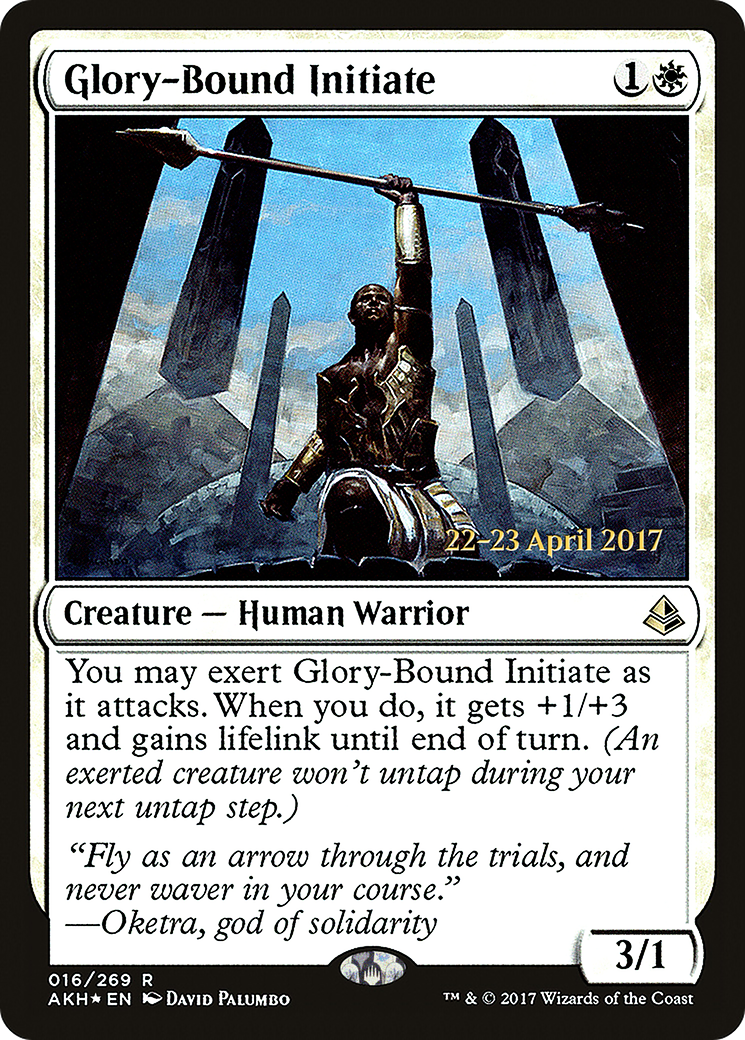 Glory-Bound Initiate
1
22–23 April 2017
Creature — Human Warrior
You may exert Glory-Bound Initiate as
it attacks. When you do, it gets +1/+3
and gains lifelink until end of turn. (An
exerted creature won’t untap during your
next untap step.)
“Fly as an arrow through the trials, and
never waver in your course.”
—Oketra, god of solidarity
3/1
016/269 R
AKH★EN David Palumbo
™ & © 2017 Wizards of the Coast